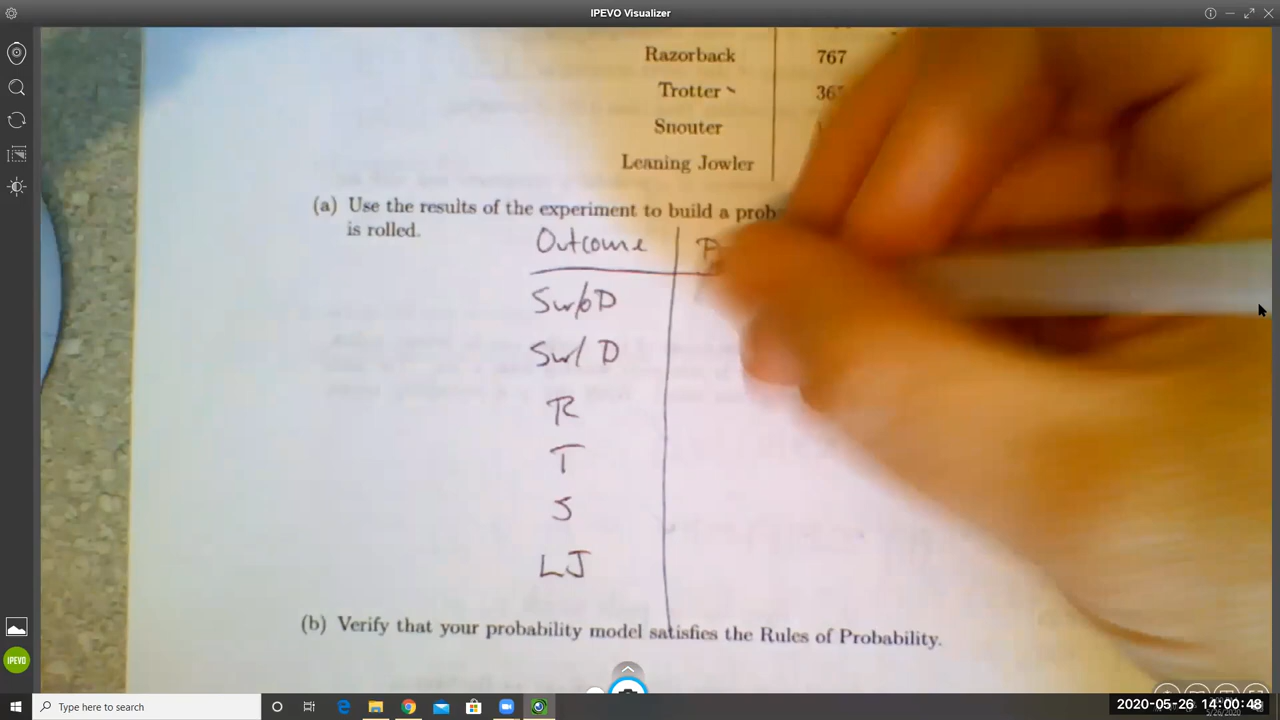 IPEVO Visualizer
Razorback 767
Trotter
Snouter
Leaning Jowler
(a) Use the results of the experiment to build a
is rolled.
Outcome
Sw/o D
Sw/ D
R
T
S
LJ
(b) Verify that your probability model satisfies the Rules of Probability.
IPEVO
Type here to search
2020-05-26 14:00:48